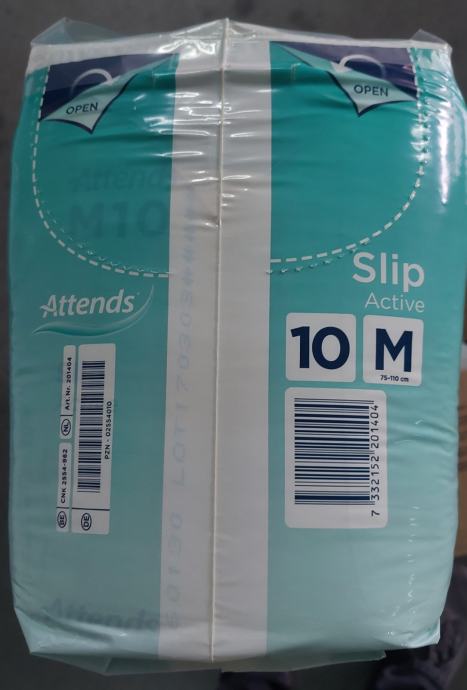 OPEN
OPEN
Attends
M10
Slip
Active
Attends
10
M
75-110 cm
Art. Nr. 201404
NL
CNK 2554-962
BE
PZN - 02554010
DE
7 332152 201404
Attends